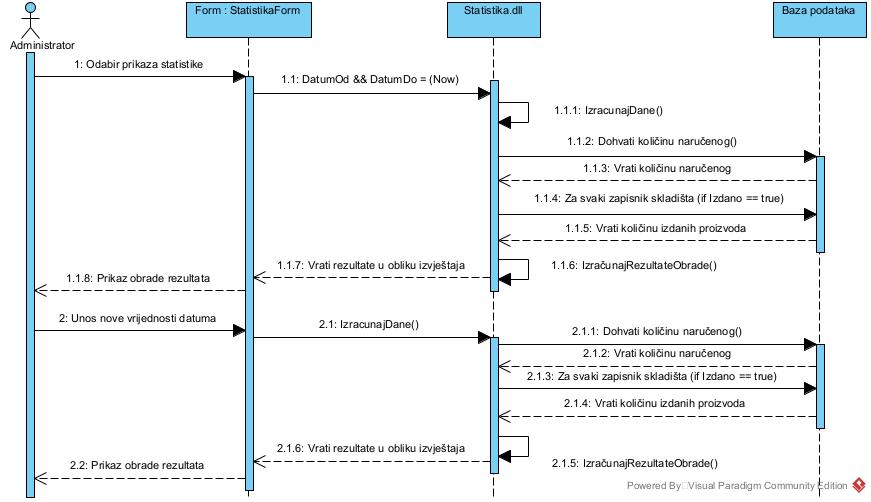 Form : StatistikaForm
Statistika.dll
Baza podataka
Administrator
1: Odabir prikaza statistike
1.1: DatumOd && DatumDo = (Now)
1.1.1: IzracunajDane()
1.1.2: Dohvati količinu naručenog()
1.1.3: Vrati količinu naručenog
1.1.4: Za svaki zapisnik skladišta (if Izdano == true)
1.1.5: Vrati količinu izdanih proizvoda
1.1.6: IzračunajRezultateObrade()
1.1.7: Vrati rezultate u obliku izvještaja
1.1.8: Prikaz obrade rezultata
2: Unos nove vrijednosti datuma
2.1: IzracunajDane()
2.1.1: Dohvati količinu naručenog()
2.1.2: Vrati količinu naručenog
2.1.3: Za svaki zapisnik skladišta (if Izdano == true)
2.1.4: Vrati količinu izdanih proizvoda
2.1.6: Vrati rezultate u obliku izvještaja
2.1.5: IzračunajRezultateObrade()
2.2: Prikaz obrade rezultata
Powered By Visual Paradigm Community Edition